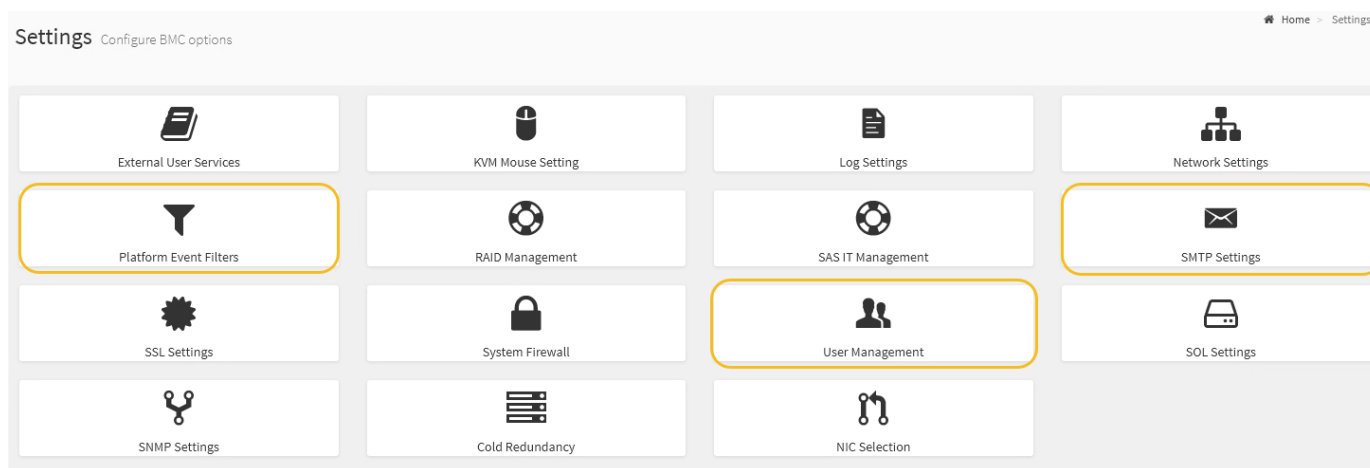 Settings Configure BMC options
Home > Settings
External User Services
KVM Mouse Setting
Log Settings
Network Settings
Platform Event Filters
RAID Management
SAS IT Management
SMTP Settings
SSL Settings
System Firewall
User Management
SOL Settings
SNMP Settings
Cold Redundancy
NIC Selection